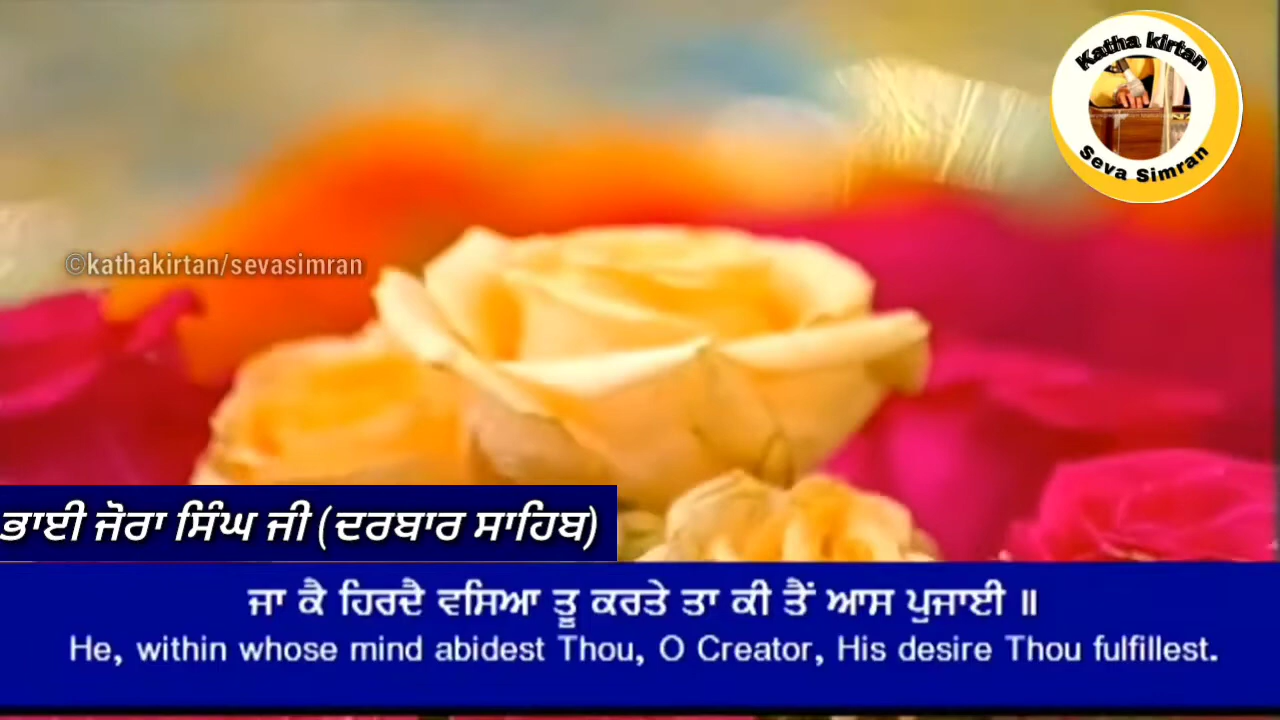 Katha kirtan
Seva Simran
©kathakirtan/sevasimran
ਭਾਈ ਜੋਰਾ ਸਿੰਘ ਜੀ (ਦਰਬਾਰ ਸਾਹਿਬ)
ਜਾ ਕੈ ਹਿਰਦੈ ਵਸਿਆ ਤੂ ਕਰਤੇ ਤਾ ਕੀ ਤੈਂ ਆਸ ਪੁਜਾਈ ॥
He, within whose mind abidest Thou, O Creator, His desire Thou fulfillest.